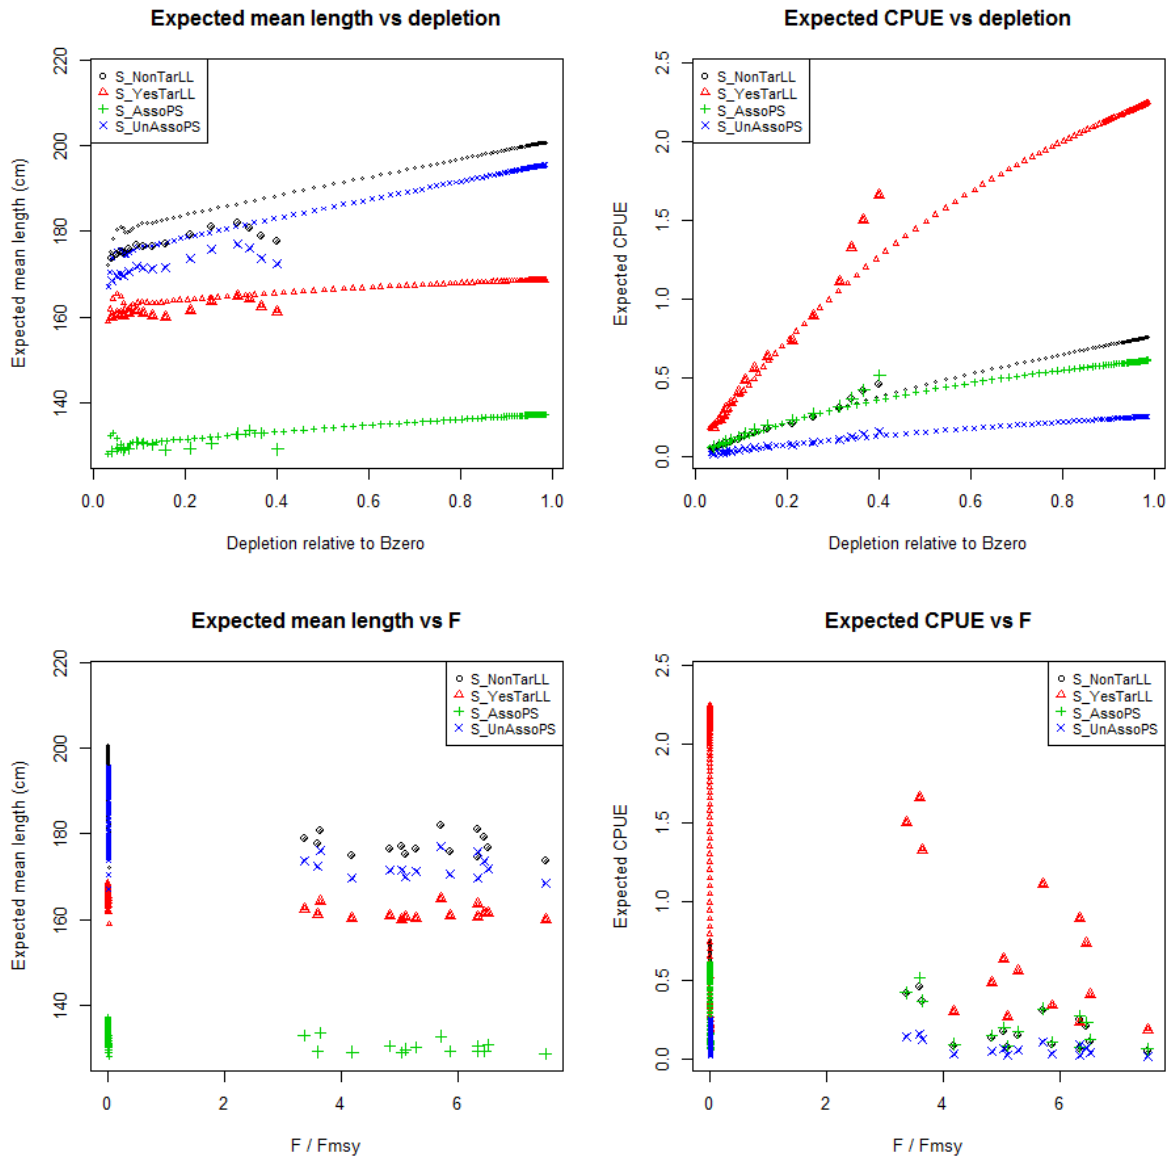 Expected mean length vs depletion
220
200
180
160
140
Expected mean length (cm)
S_NonTarLL
S_YesTarLL
S_AssoPS
S_UnAssoPS
0.0 0.2 0.4 0.6 0.8 1.0
Depletion relative to Bzero
Expected CPUE vs depletion
2.5
2.0
1.5
1.0
0.5
0.0
Expected CPUE
S_NonTarLL
S_YesTarLL
S_AssoPS
S_UnAssoPS
0.0 0.2 0.4 0.6 0.8 1.0
Depletion relative to Bzero
Expected mean length vs F
220
200
180
160
140
Expected mean length (cm)
S_NonTarLL
S_YesTarLL
S_AssoPS
S_UnAssoPS
0 2 4 6
F / Fmsy
Expected CPUE vs F
2.5
2.0
1.5
1.0
0.5
0.0
Expected CPUE
S_NonTarLL
S_YesTarLL
S_AssoPS
S_UnAssoPS
0 2 4 6
F / Fmsy